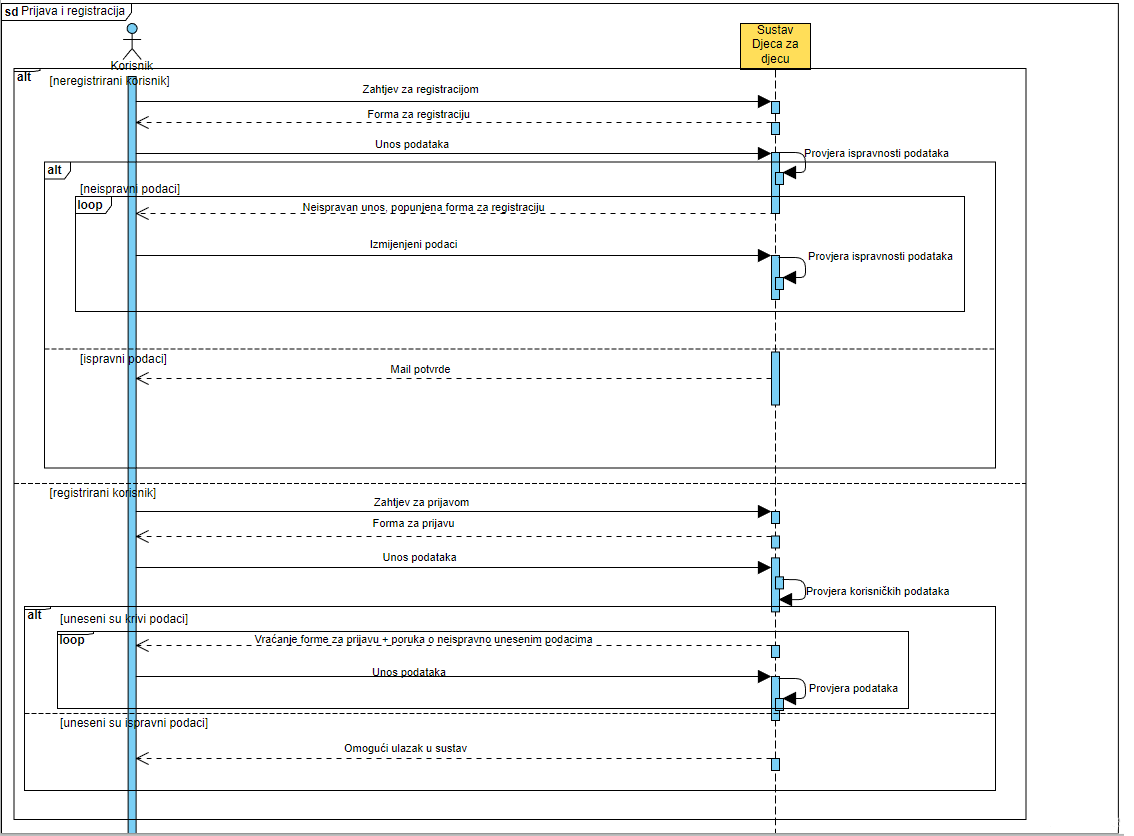 sd Prijava i registracija
Korisnik
Sustav
Djeca za
djecu
alt
[neregistrirani korisnik]
Zahtjev za registracijom
Forma za registraciju
Unos podataka
Provjera ispravnosti podataka
alt
[neispravni podaci]
loop
Neispravan unos, popunjena forma za registraciju
Izmijenjeni podaci
Provjera ispravnosti podataka
[ispravni podaci]
Mail potvrde
[registrirani korisnik]
Zahtjev za prijavom
Forma za prijavu
Unos podataka
Provjera korisničkih podataka
alt
[uneseni su krivi podaci]
loop
Vraćanje forme za prijavu + poruka o neispravno unesenim podacima
Unos podataka
Provjera podataka
[uneseni su ispravni podaci]
Omogući ulazak u sustav